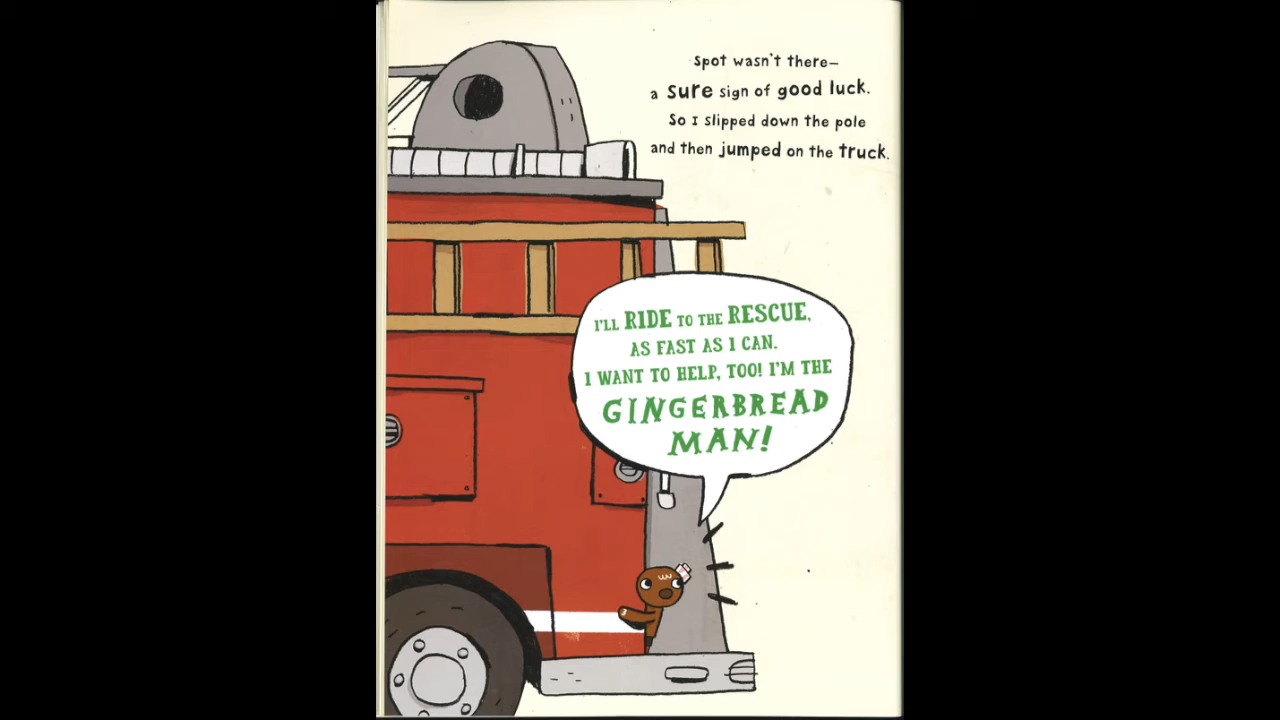 Spot wasn't there—
a sure sign of good luck.
So I slipped down the pole
and then jumped on the truck.
I'LL RIDE TO THE RESCUE,
AS FAST AS I CAN.
I WANT TO HELP, TOO! I'M THE
GINGERBREAD
MAN!